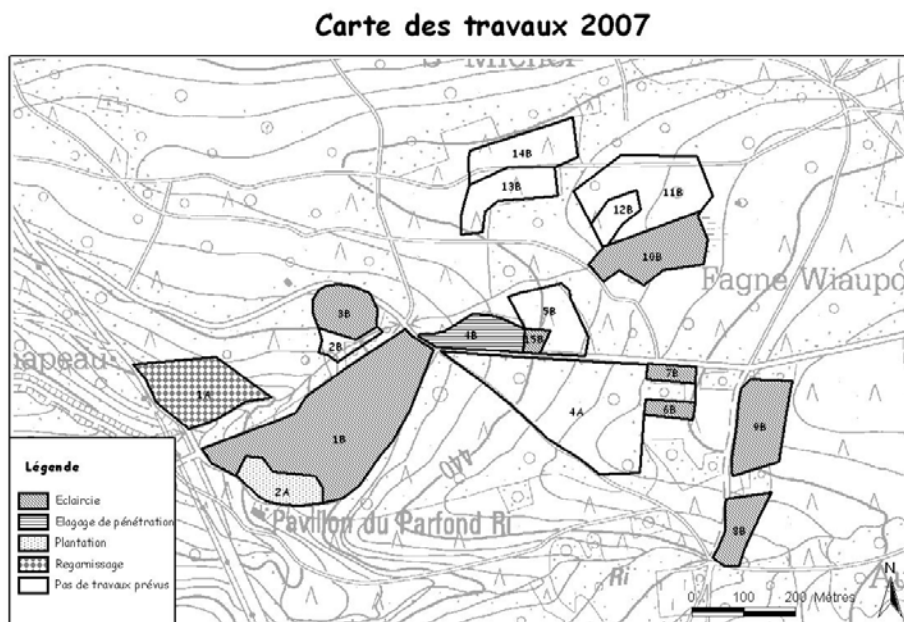 Carte des travaux 2007
14B
13B
11B
12B
10B
Fagne Wiaupo
3B
5B
2B
4B
15B
hapeau
7B
1A
4A
6B
1B
9B
440
Légende
2A
Eclaircie
Pavillon du Parfond Ri
Elagage de pénétration
8B
Plantation
Regarnissage
Ri
N
Pas de travaux prévus
0 100 200 Mètres